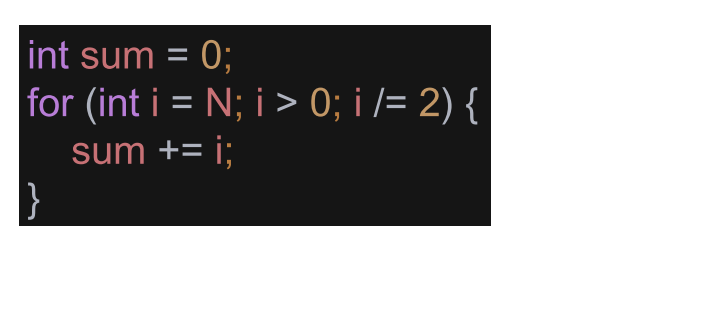 int sum = 0;
for (int i = N; i > 0; i /= 2) {
    sum += i;
}